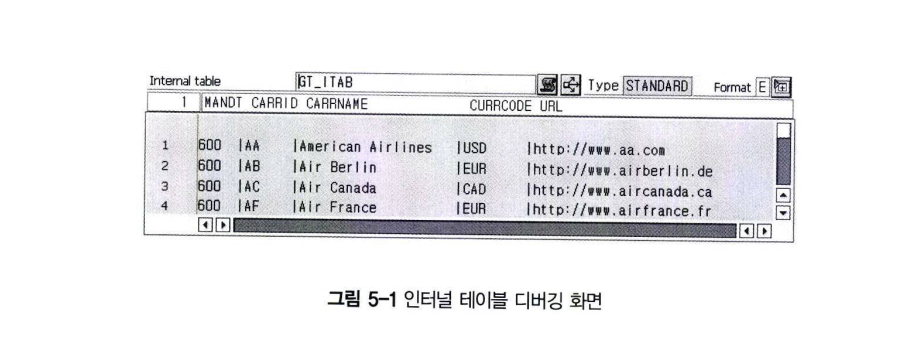 Internal table GT_ITAB Type STANDARD Format E
1 MANDT CARRID CARRNAME CURRCODE URL
1 600 |AA |American Airlines |USD |http://www.aa.com
2 600 |AB |Air Berlin |EUR |http://www.airberlin.de
3 600 |AC |Air Canada |CAD |http://www.aircanada.ca
4 600 |AF |Air France |EUR |http://www.airfrance.fr
그림 5-1 인터널 테이블 디버깅 화면